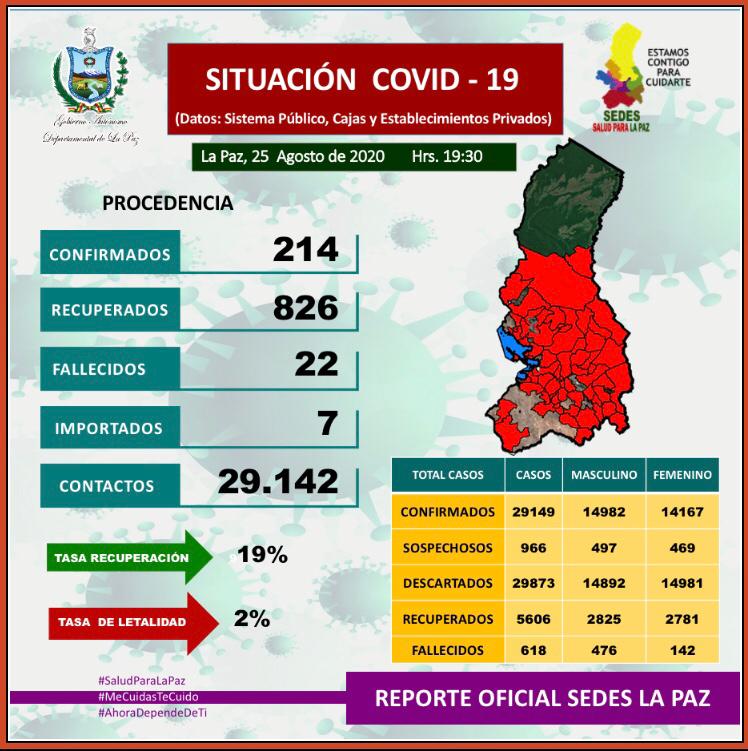 Gobierno Autónomo
Departamental de La Paz
SITUACIÓN COVID - 19
(Datos: Sistema Público, Cajas y Establecimientos Privados)
La Paz, 25 Agosto de 2020 Hrs. 19:30
ESTAMOS
CONTIGO
PARA
CUIDARTE
SEDES
SALUD PARA LA PAZ
PROCEDENCIA
CONFIRMADOS 214
RECUPERADOS 826
FALLECIDOS 22
IMPORTADOS 7
CONTACTOS 29.142
TASA RECUPERACIÓN 19%
TASA DE LETALIDAD 2%
TOTAL CASOS CASOS MASCULINO FEMENINO
CONFIRMADOS 29149 14982 14167
SOSPECHOSOS 966 497 469
DESCARTADOS 29873 14892 14981
RECUPERADOS 5606 2825 2781
FALLECIDOS 618 476 142
#SaludParaLaPaz
#MeCuidasTeCuido
#AhoraDependeDeTi
REPORTE OFICIAL SEDES LA PAZ